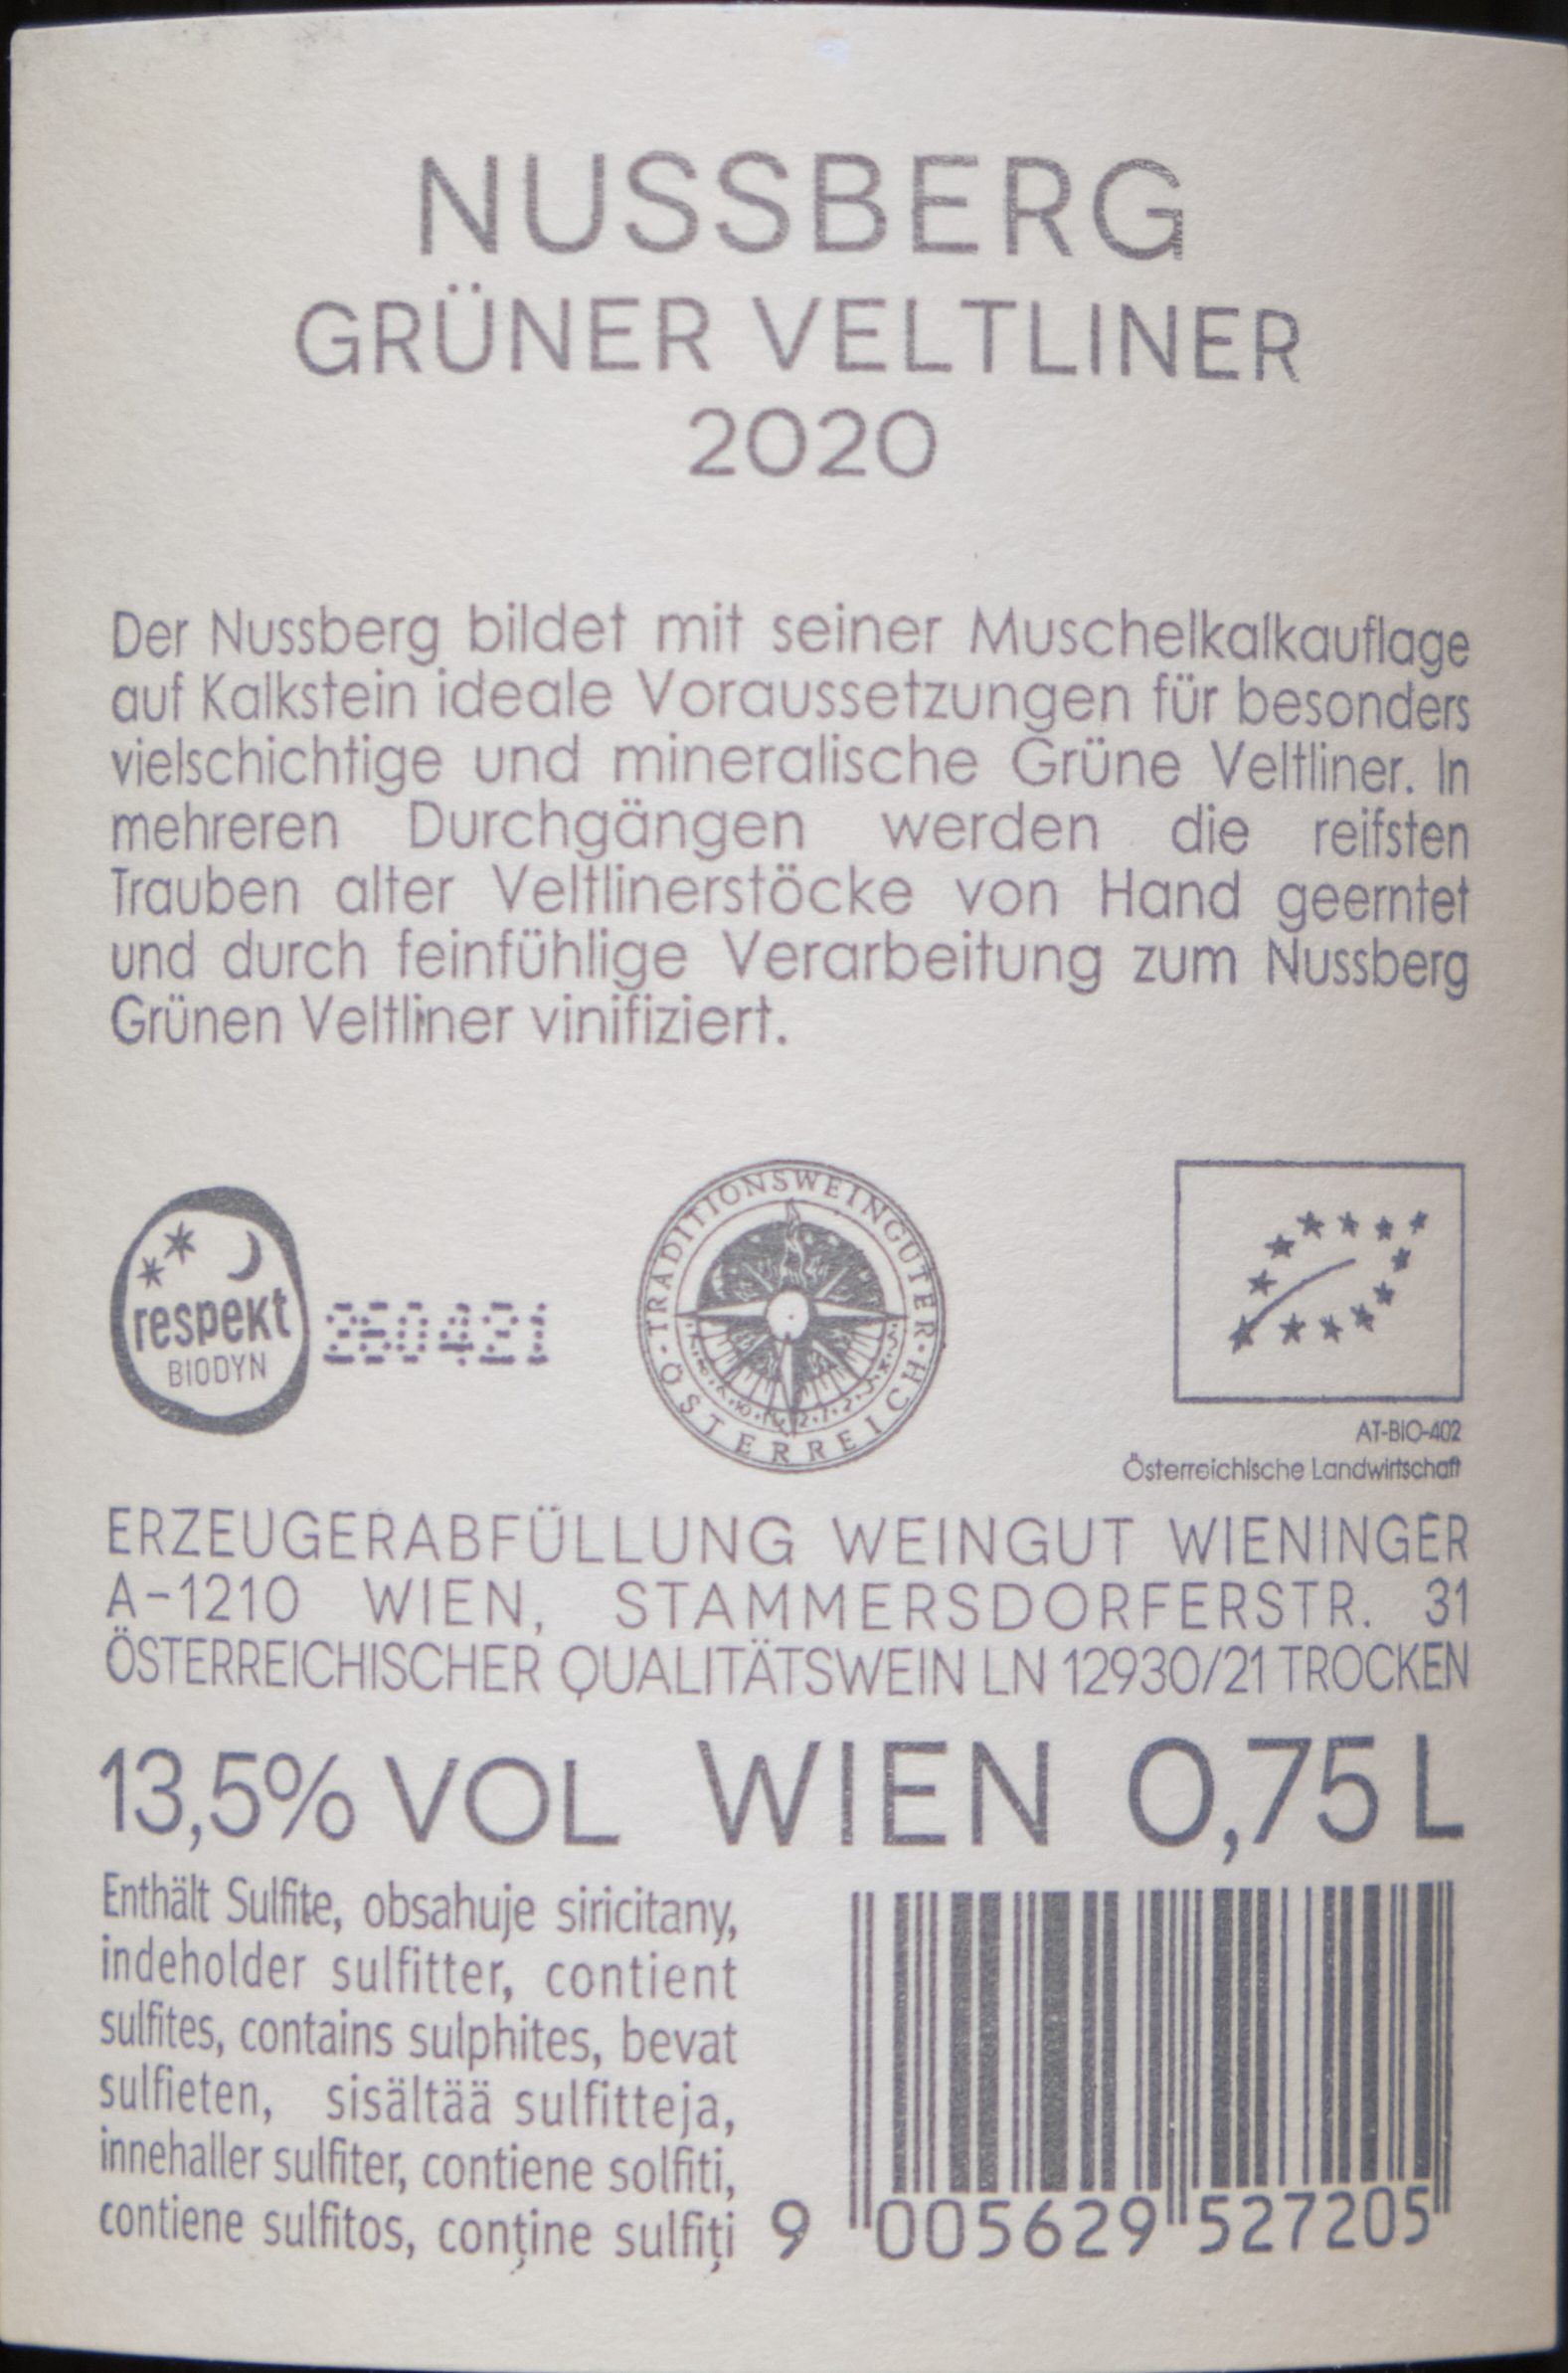 NUSSBERG
GRÜNER VELTLINER
2020
Der Nussberg bildet mit seiner Muschelkalkauflage
auf Kalkstein ideale Voraussetzungen für besonders
vielschichtige und mineralische Grüne Veltliner. In
mehreren Durchgängen werden die reifsten
Trauben alter Veltlinerstöcke von Hand geerntet
und durch feinfühlige Verarbeitung zum Nussberg
Grünen Veltliner vinifiziert.
respekt
BIODYN
250421
TRADITIONSWEINGÜTER
ÖSTERREICH
AT-BIO-402
Österreichische Landwirtschaft
ERZEUGERABFÜLLUNG WEINGUT WIENINGER
A-1210 WIEN, STAMMERSDORFERSTR. 31
ÖSTERREICHISCHER QUALITÄTSWEIN LN 12930/21 TROCKEN
13,5% VOL WIEN 0,75 L
Enthält Sulfite, obsahuje siricitany,
indeholder sulfitter, contient
sulfites, contains sulphites, bevat
sulfieten, sisältää sulfitteja,
innehaller sulfiter, contiene solfiti,
contiene sulfitos, conține sulfiți
9 005629 527205